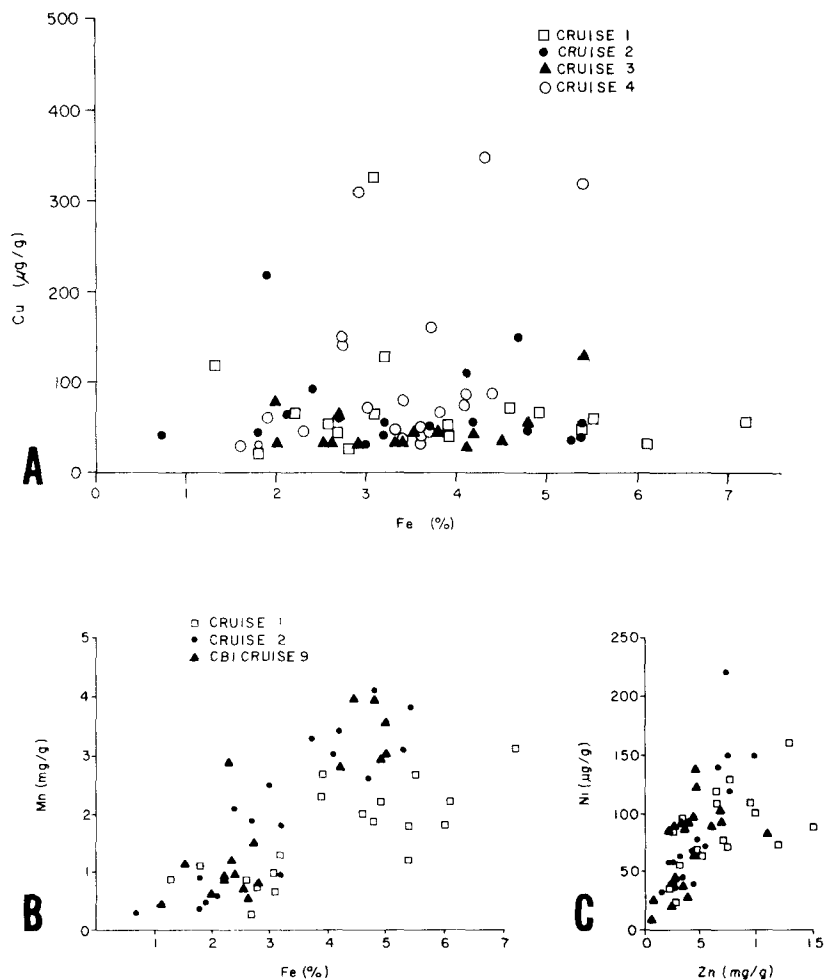 500
400
300
200
100
0
Cu (µg/g)
0 1 2 3 4 5 6 7
Fe (%)
CRUISE 1
CRUISE 2
CRUISE 3
CRUISE 4
A
5
4
3
2
1
0
Mn (mg/g)
0 1 2 3 4 5 6 7
Fe (%)
CRUISE 1
CRUISE 2
CBI CRUISE 9
B
250
200
150
100
50
0
Ni (µg/g)
0 .5 1 1.5
Zn (mg/g)
C